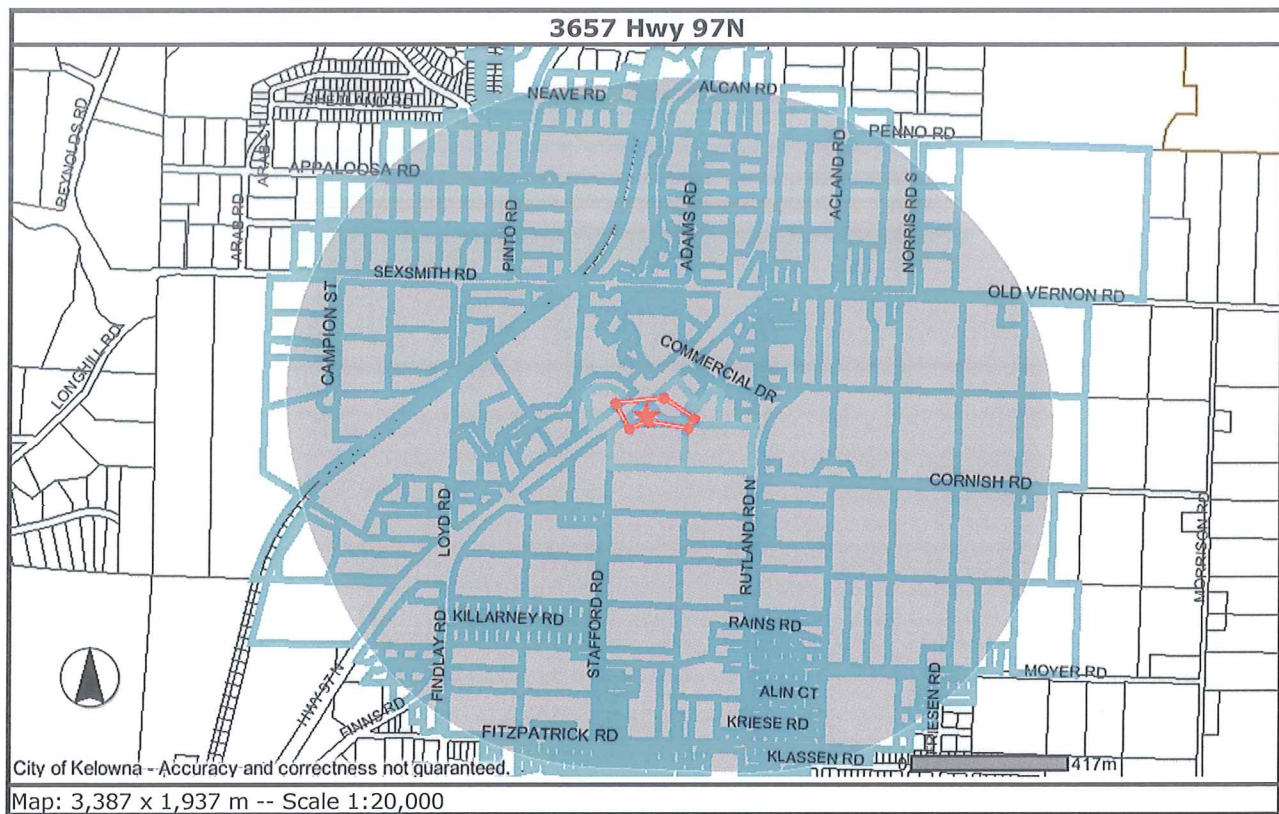 3657 Hwy 97N
NEAVE RD
ALCAN RD
SHETLAND RD
REYNOLDS RD
PENNO RD
ARAB
APPALOOSA RD
ACLAND RD
ADAMS RD
NORRIS RD S
PINTO RD
ARAB RD
SEXSMITH RD
OLD VERNON RD
CAMPION ST
LONGHILL RD
COMMERCIAL DR
CORNISH RD
LOYD RD
RUTLAND RD N
MORRISON RD
STAFFORD RD
KILLARNEY RD
RAINS RD
FINDLAY RD
MOYER RD
HWY 97 N
ALIN CT
FRIESEN RD
FINNS RD
KRIESE RD
FITZPATRICK RD
KLASSEN RD
City of Kelowna - Accuracy and correctness not guaranteed.
0 417m
Map: 3,387 x 1,937 m -- Scale 1:20,000